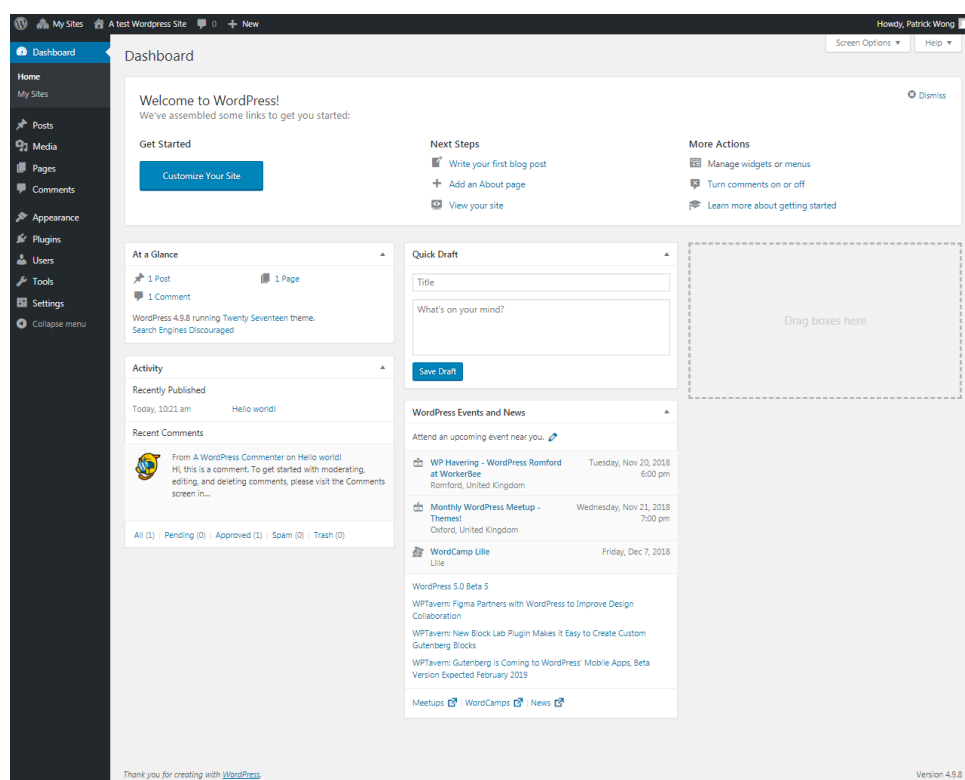 My Sites A test Wordpress Site 0 New Howdy, Patrick Wong
Dashboard
Home
My Sites
Posts
Media
Pages
Comments
Appearance
Plugins
Users
Tools
Settings
Collapse menu
Screen Options Help
Dashboard
Welcome to WordPress!
We've assembled some links to get you started:
Dismiss
Get Started
Customize Your Site
Next Steps
Write your first blog post
Add an About page
View your site
More Actions
Manage widgets or menus
Turn comments on or off
Learn more about getting started
At a Glance
1 Post 1 Page
1 Comment
WordPress 4.9.8 running Twenty Seventeen theme.
Search Engines Discouraged
Activity
Recently Published
Today, 10:21 am Hello world!
Recent Comments
From A WordPress Commenter on Hello world!
Hi, this is a comment. To get started with moderating,
editing, and deleting comments, please visit the Comments
screen in...
All (1) | Pending (0) | Approved (1) | Spam (0) | Trash (0)
Quick Draft
Title
What's on your mind?
Save Draft
WordPress Events and News
Attend an upcoming event near you.
WP Havering - WordPress Romford Tuesday, Nov 20, 2018
at WorkerBee 6:00 pm
Romford, United Kingdom
Monthly WordPress Meetup - Wednesday, Nov 21, 2018
Themes! 7:00 pm
Oxford, United Kingdom
WordCamp Lille Friday, Dec 7, 2018
Lille
WordPress 5.0 Beta 5
WPTavern: Figma Partners with WordPress to Improve Design
Collaboration
WPTavern: New Block Lab Plugin Makes it Easy to Create Custom
Gutenberg Blocks
WPTavern: Gutenberg is Coming to WordPress' Mobile Apps, Beta
Version Expected February 2019
Meetups | WordCamps | News
Drag boxes here
Thank you for creating with WordPress.
Version 4.9.8